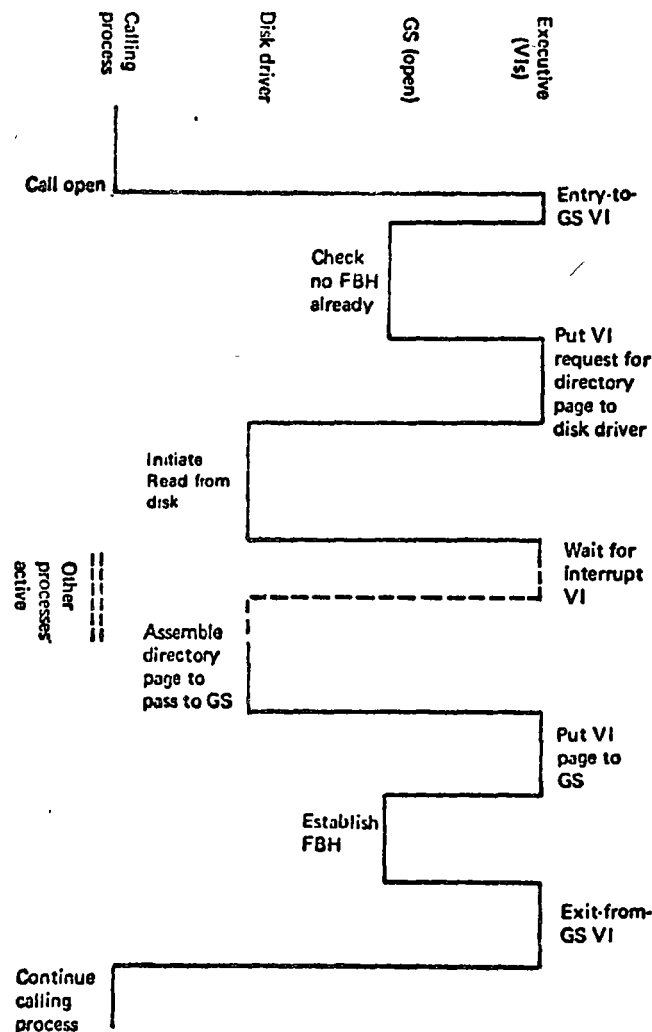 Calling
process
Disk driver
GS (open)
Executive
(VIs)
Call open
Entry-to-
GS VI
Check
no FBH
already
Put VI
request for
directory
page to
disk driver
Initiate
Read from
disk
Wait for
interrupt
VI
Other
processes
active
Assemble
directory
page to
pass to GS
Put VI
page to
GS
Establish
FBH
Exit-from-
GS VI
Continue
calling
process